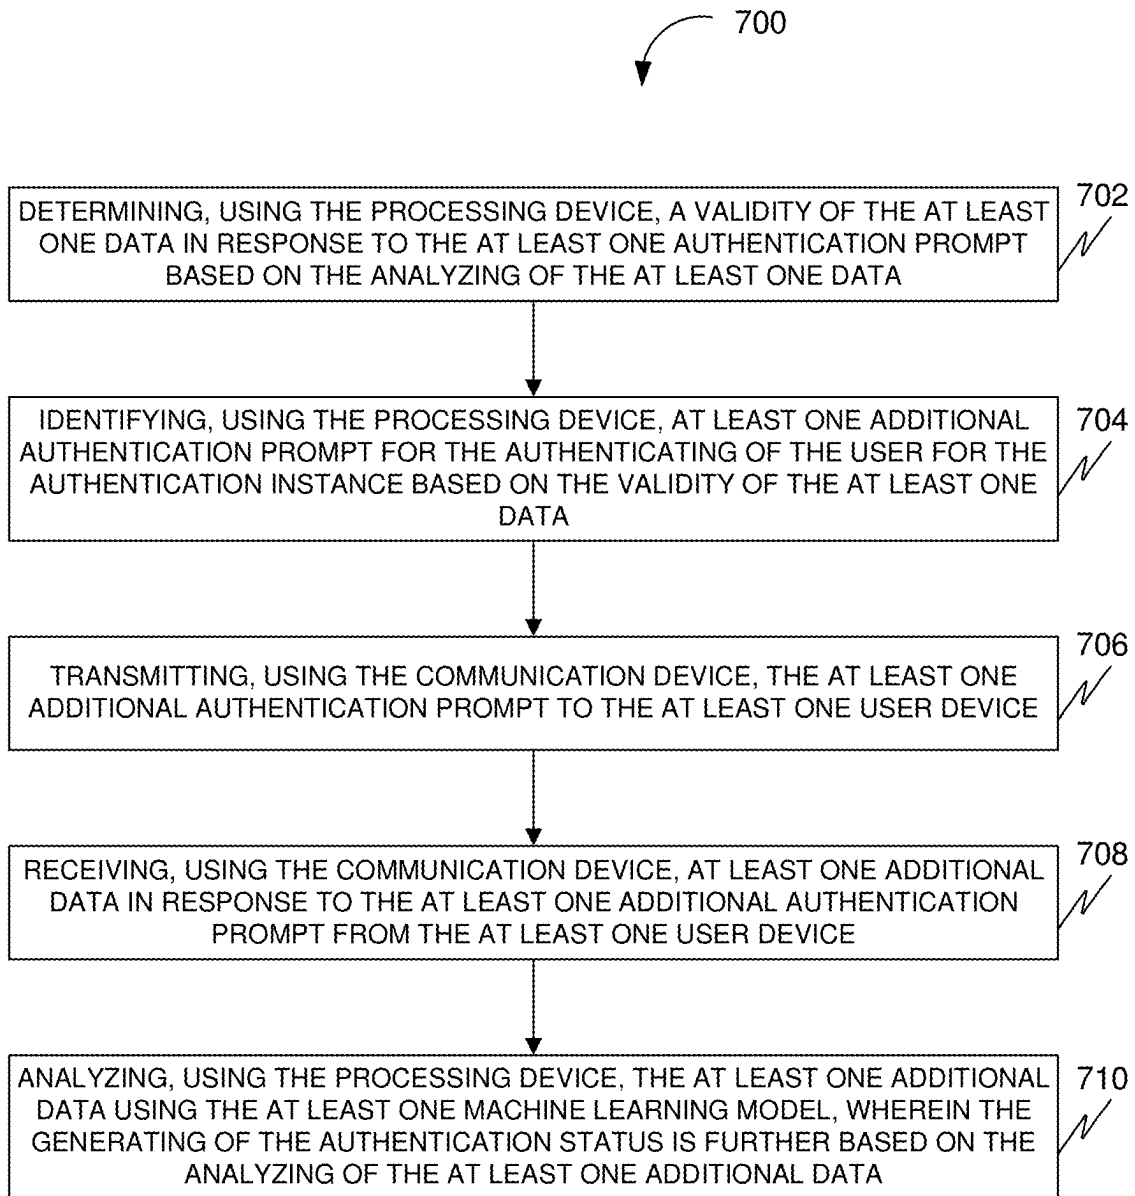 700
702
DETERMINING, USING THE PROCESSING DEVICE, A VALIDITY OF THE AT LEAST
ONE DATA IN RESPONSE TO THE AT LEAST ONE AUTHENTICATION PROMPT
BASED ON THE ANALYZING OF THE AT LEAST ONE DATA
704
IDENTIFYING, USING THE PROCESSING DEVICE, AT LEAST ONE ADDITIONAL
AUTHENTICATION PROMPT FOR THE AUTHENTICATING OF THE USER FOR THE
AUTHENTICATION INSTANCE BASED ON THE VALIDITY OF THE AT LEAST ONE
DATA
706
TRANSMITTING, USING THE COMMUNICATION DEVICE, THE AT LEAST ONE
ADDITIONAL AUTHENTICATION PROMPT TO THE AT LEAST ONE USER DEVICE
708
RECEIVING, USING THE COMMUNICATION DEVICE, AT LEAST ONE ADDITIONAL
DATA IN RESPONSE TO THE AT LEAST ONE ADDITIONAL AUTHENTICATION
PROMPT FROM THE AT LEAST ONE USER DEVICE
710
ANALYZING, USING THE PROCESSING DEVICE, THE AT LEAST ONE ADDITIONAL
DATA USING THE AT LEAST ONE MACHINE LEARNING MODEL, WHEREIN THE
GENERATING OF THE AUTHENTICATION STATUS IS FURTHER BASED ON THE
ANALYZING OF THE AT LEAST ONE ADDITIONAL DATA